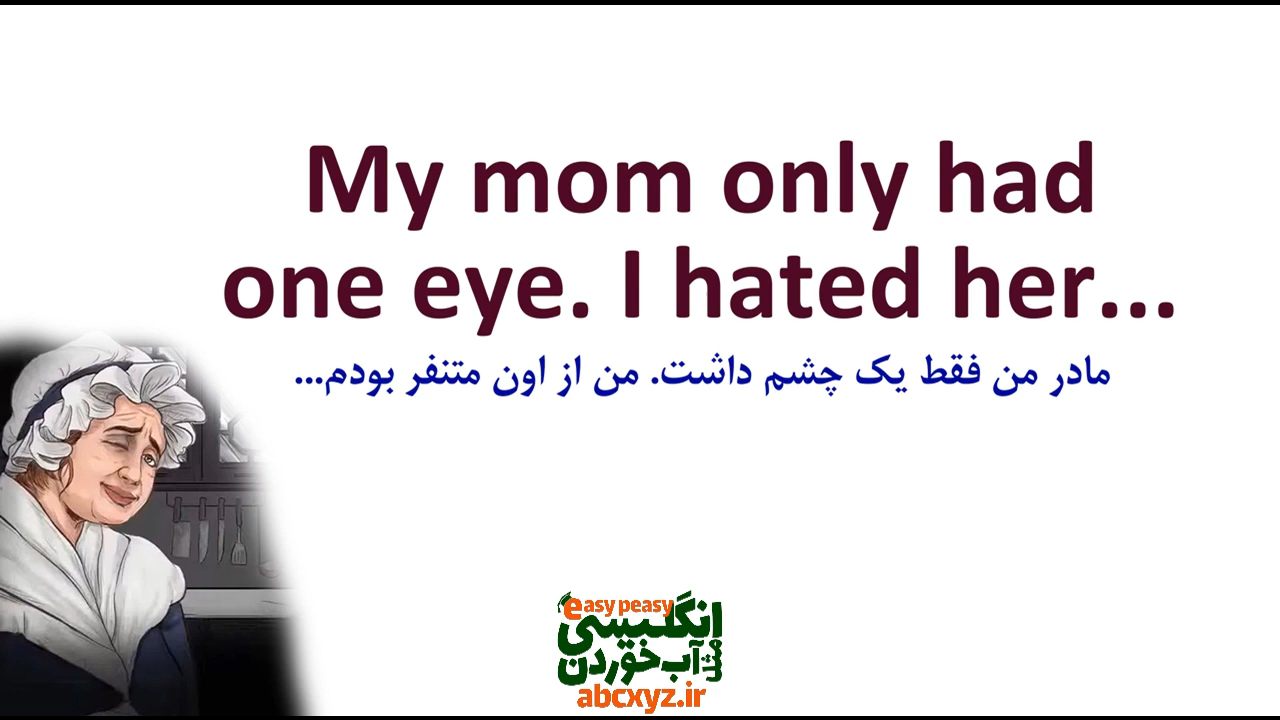 My mom only had
one eye. I hated her...
مادر من فقط یک چشم داشت. من از اون متنفر بودم...
easy peasy
انگلیسی
مثل آب خوردن
abcxyz.ir